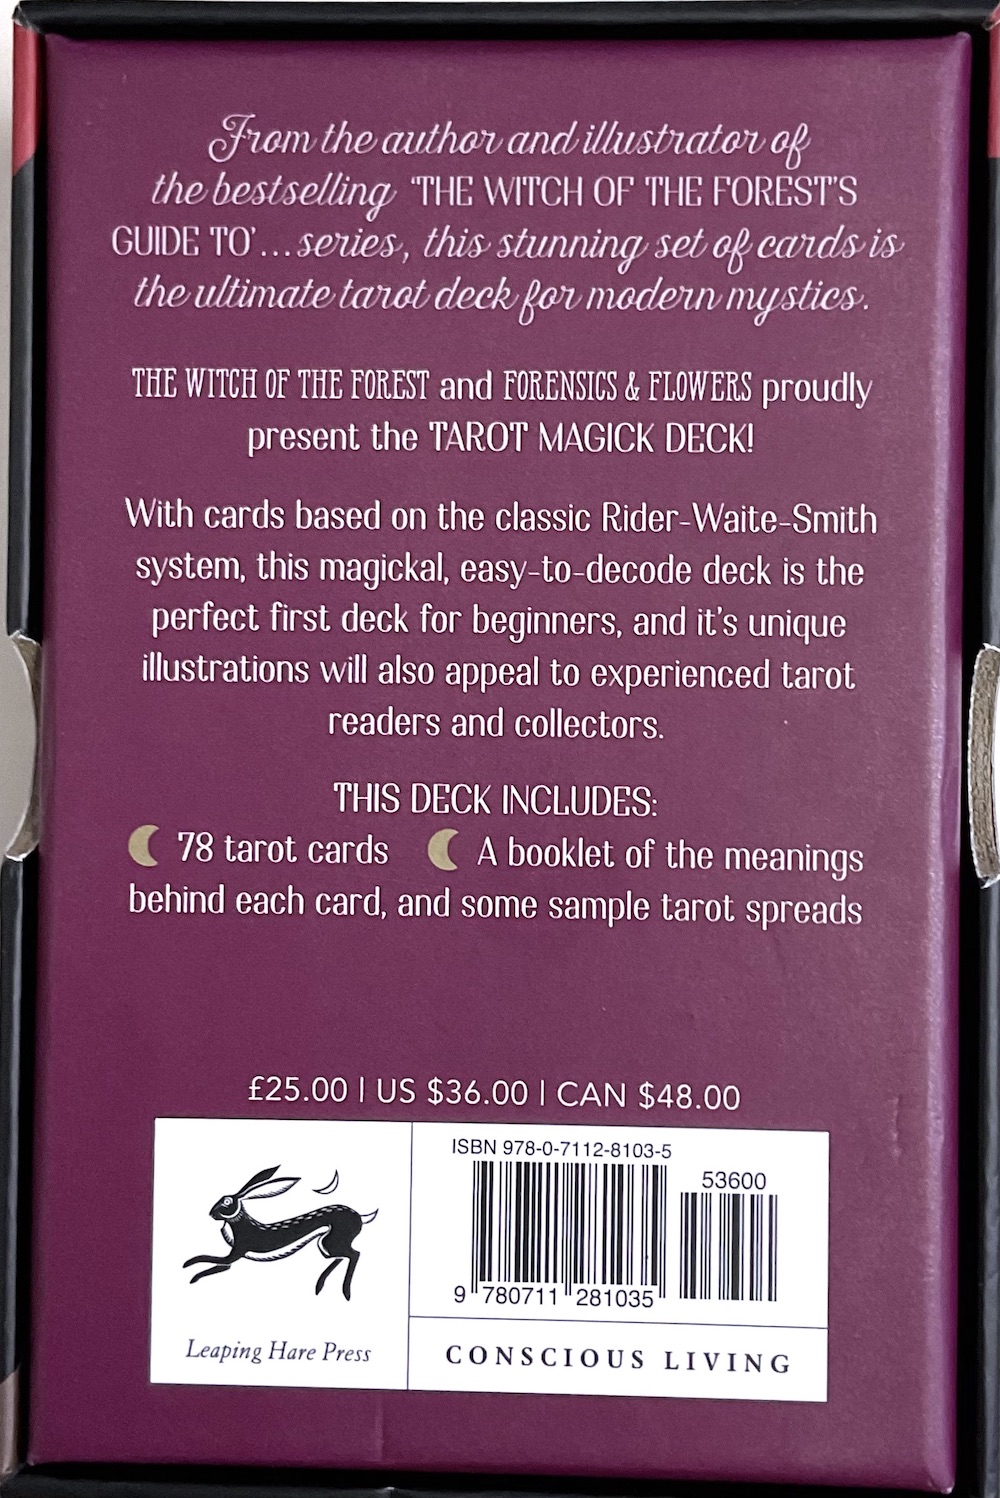 From the author and illustrator of
the bestselling ‘THE WITCH OF THE FOREST’S
GUIDE TO’... series, this stunning set of cards is
the ultimate tarot deck for modern mystics.
THE WITCH OF THE FOREST and FORENSICS & FLOWERS proudly
present the TAROT MAGICK DECK!
With cards based on the classic Rider-Waite-Smith
system, this magickal, easy-to-decode deck is the
perfect first deck for beginners, and it’s unique
illustrations will also appeal to experienced tarot
readers and collectors.
THIS DECK INCLUDES:
78 tarot cards A booklet of the meanings
behind each card, and some sample tarot spreads
£25.00 | US $36.00 | CAN $48.00
ISBN 978-0-7112-8103-5
53600
9 780711 281035
Leaping Hare Press
CONSCIOUS LIVING